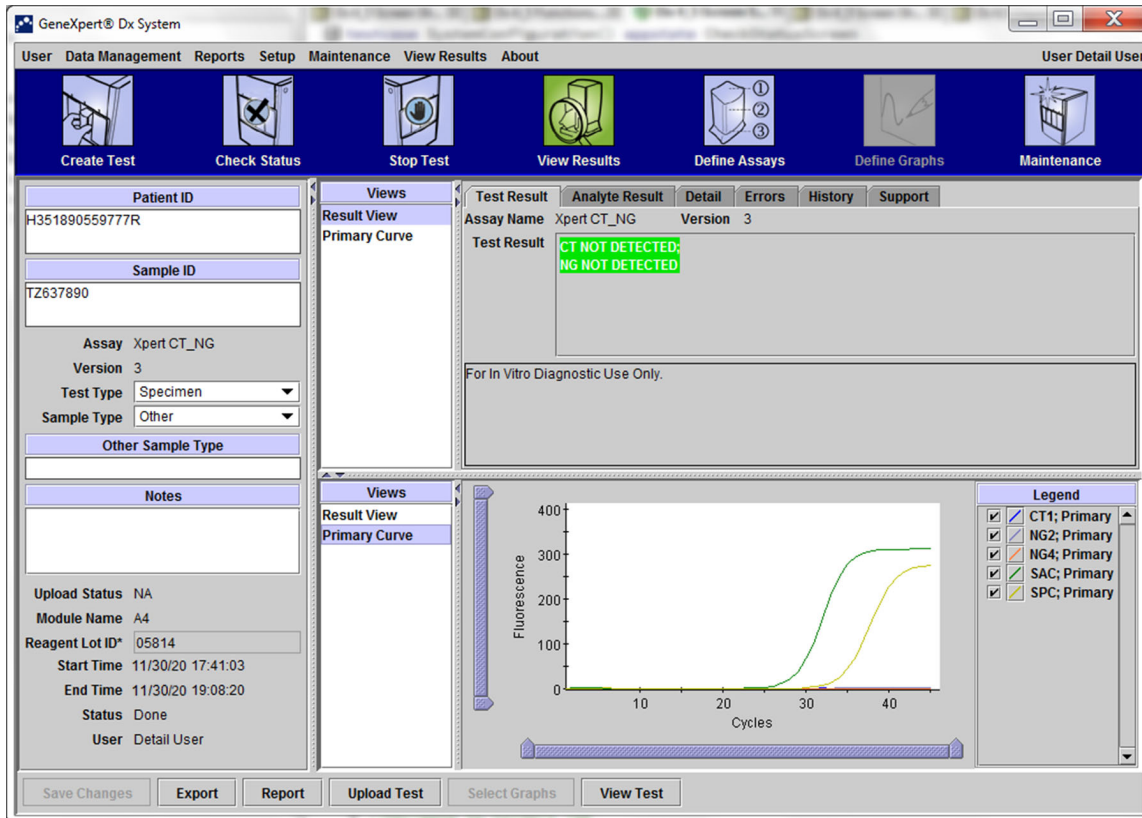 GeneXpert® Dx System
User Data Management Reports Setup Maintenance View Results About
User Detail User
Create Test
Check Status
①
②
③
Stop Test
View Results
Define Assays
Define Graphs
Maintenance
Patient ID
H351890559777R
Sample ID
TZ637890
Assay Xpert CT_NG
Version 3
Test Type Specimen
Sample Type Other
Other Sample Type
Notes
Upload Status NA
Module Name A4
Reagent Lot ID* 05814
Start Time 11/30/20 17:41:03
End Time 11/30/20 19:08:20
Status Done
User Detail User
Views
Result View
Primary Curve
Test Result Analyte Result Detail Errors History Support
Assay Name Xpert CT_NG Version 3
Test Result CT NOT DETECTED;
NG NOT DETECTED
For In Vitro Diagnostic Use Only.
Views
Result View
Primary Curve
Fluorescence
400
300
200
100
0
10 20 30 40
Cycles
Legend
CT1; Primary
NG2; Primary
NG4; Primary
SAC; Primary
SPC; Primary
Save Changes Export Report Upload Test Select Graphs View Test